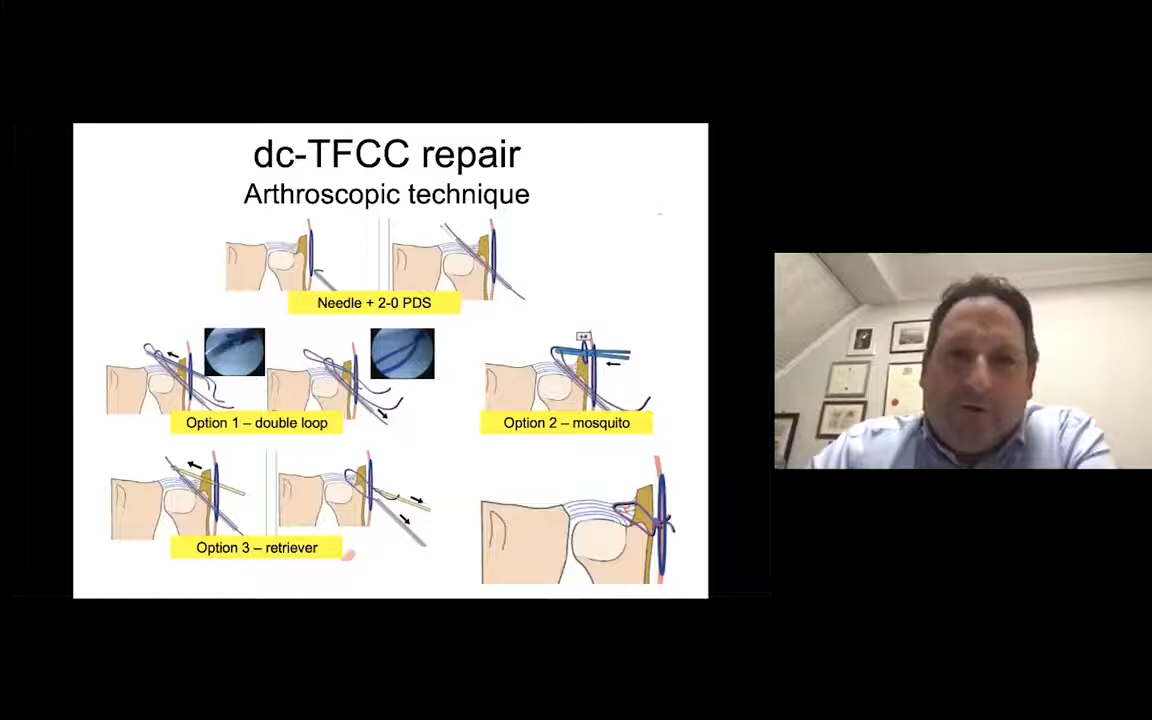 dc-TFCC repair
Arthroscopic technique
Needle + 2-0 PDS
Option 1 – double loop
Option 2 – mosquito
Option 3 – retriever